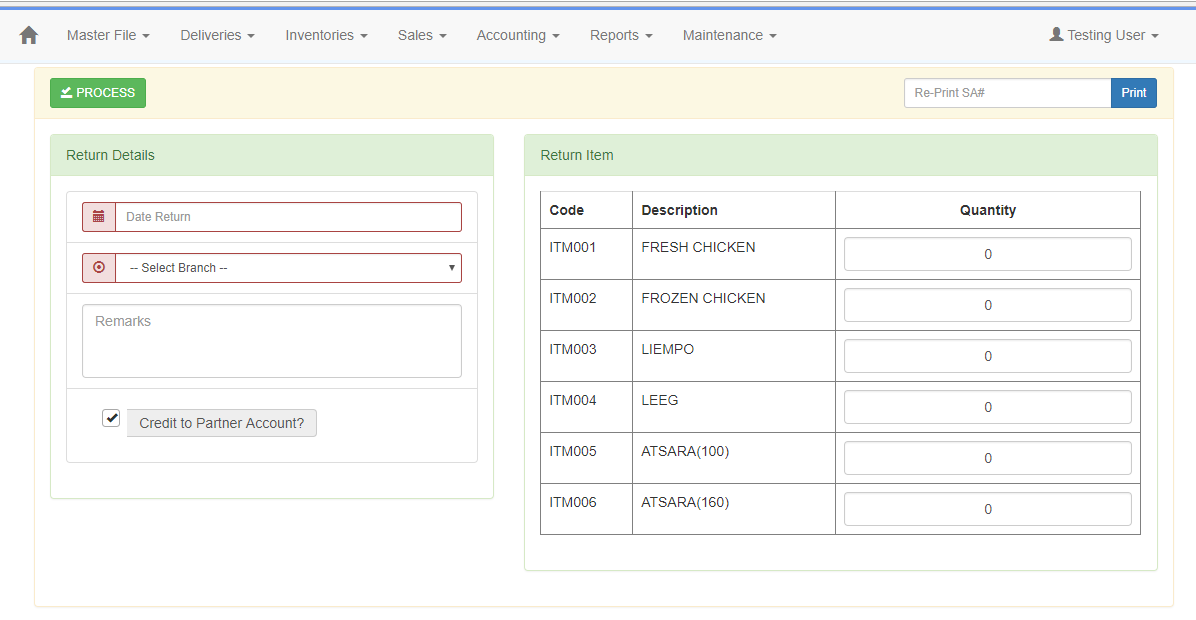 Master File Deliveries Inventories Sales Accounting Reports Maintenance Testing User
PROCESS Re-Print SA# Print
Return Details
Date Return
-- Select Branch --
Remarks
Credit to Partner Account?
Return Item
Code Description Quantity
ITM001 FRESH CHICKEN 0
ITM002 FROZEN CHICKEN 0
ITM003 LIEMPO 0
ITM004 LEEG 0
ITM005 ATSARA(100) 0
ITM006 ATSARA(160) 0